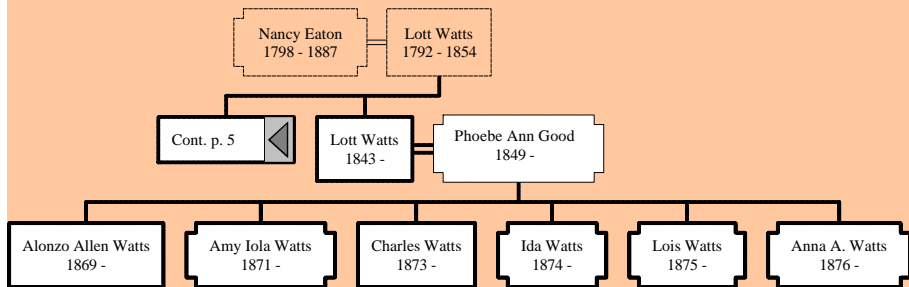 Nancy Eaton
1798 - 1887
Lott Watts
1792 - 1854
Cont. p. 5
Lott Watts
1843 -
Phoebe Ann Good
1849 -
Alonzo Allen Watts
1869 -
Amy Iola Watts
1871 -
Charles Watts
1873 -
Ida Watts
1874 -
Lois Watts
1875 -
Anna A. Watts
1876 -